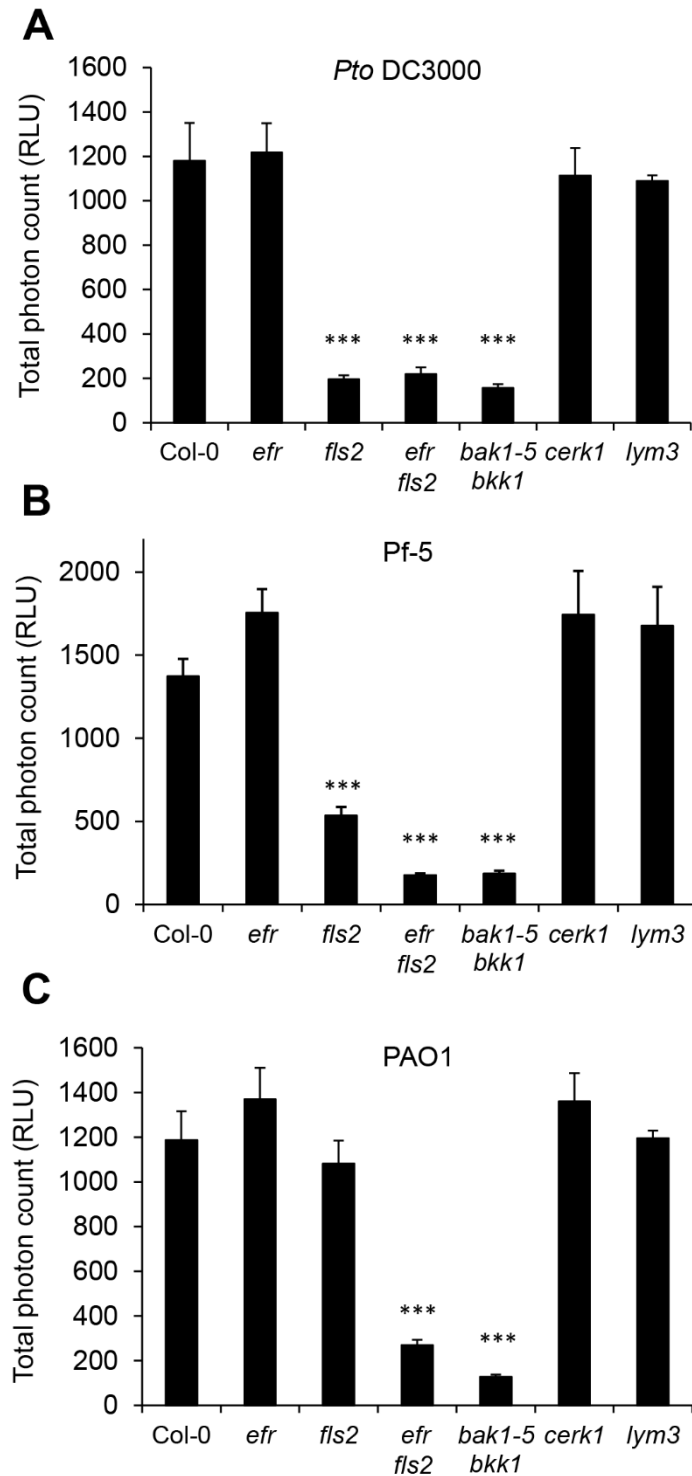 A
Pto DC3000
Total photon count (RLU)
1600
1400
1200
1000
800
600
400
200
0
*** *** ***
Col-0 efr fls2 efr fls2 bak1-5 bkk1 cerk1 lym3
B
Pf-5
Total photon count (RLU)
2000
1500
1000
500
0
*** *** ***
Col-0 efr fls2 efr fls2 bak1-5 bkk1 cerk1 lym3
C
PAO1
Total photon count (RLU)
1600
1400
1200
1000
800
600
400
200
0
*** ***
Col-0 efr fls2 efr fls2 bak1-5 bkk1 cerk1 lym3